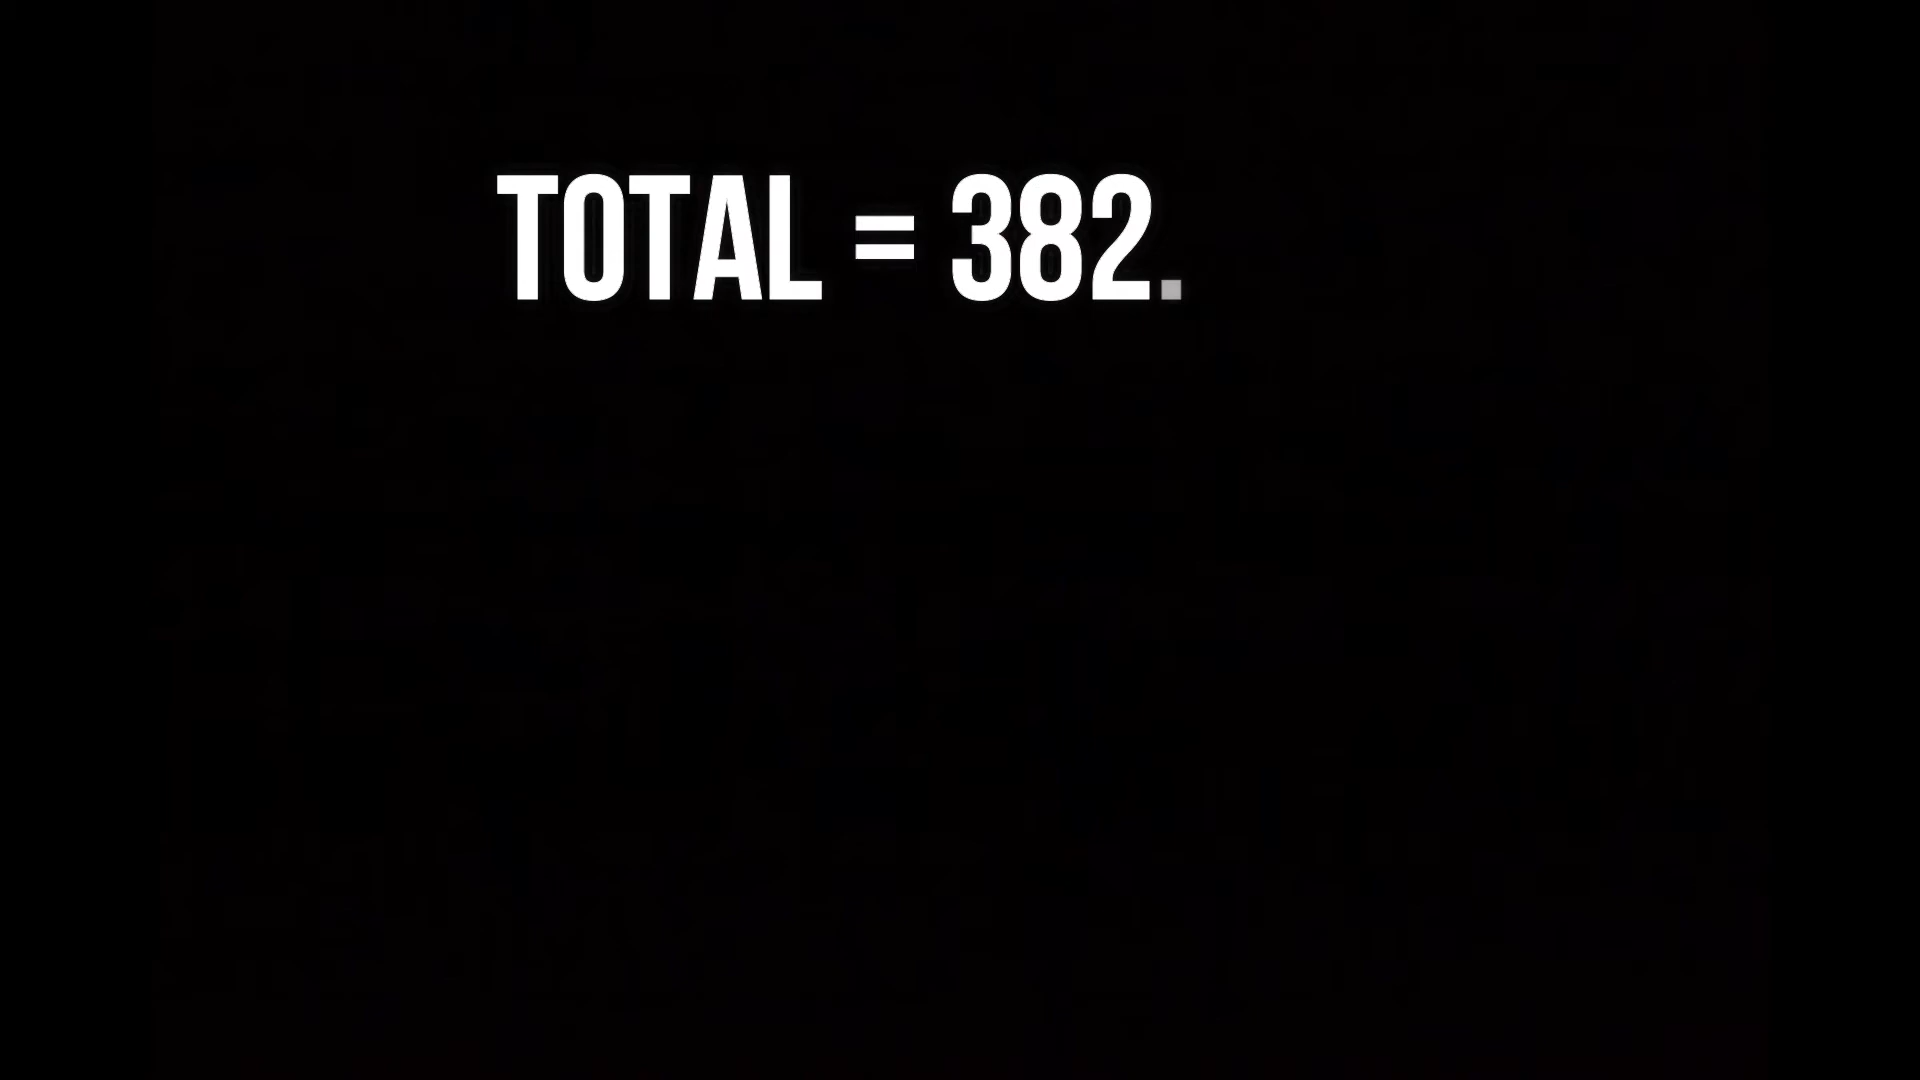 TOTAL = 382.